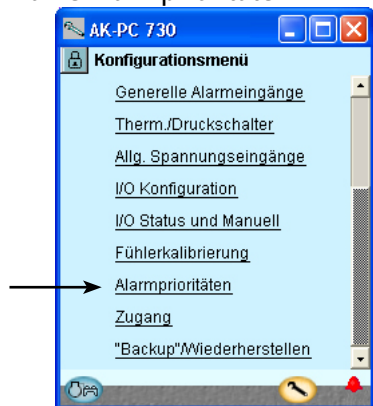 AK-PC 730
Konfigurationsmenü
Generelle Alarmeingänge
Therm./Druckschalter
Allg. Spannungseingänge
I/O Konfiguration
I/O Status und Manuell
Fühlerkalibrierung
Alarmprioritäten
Zugang
"Backup"/Wiederherstellen